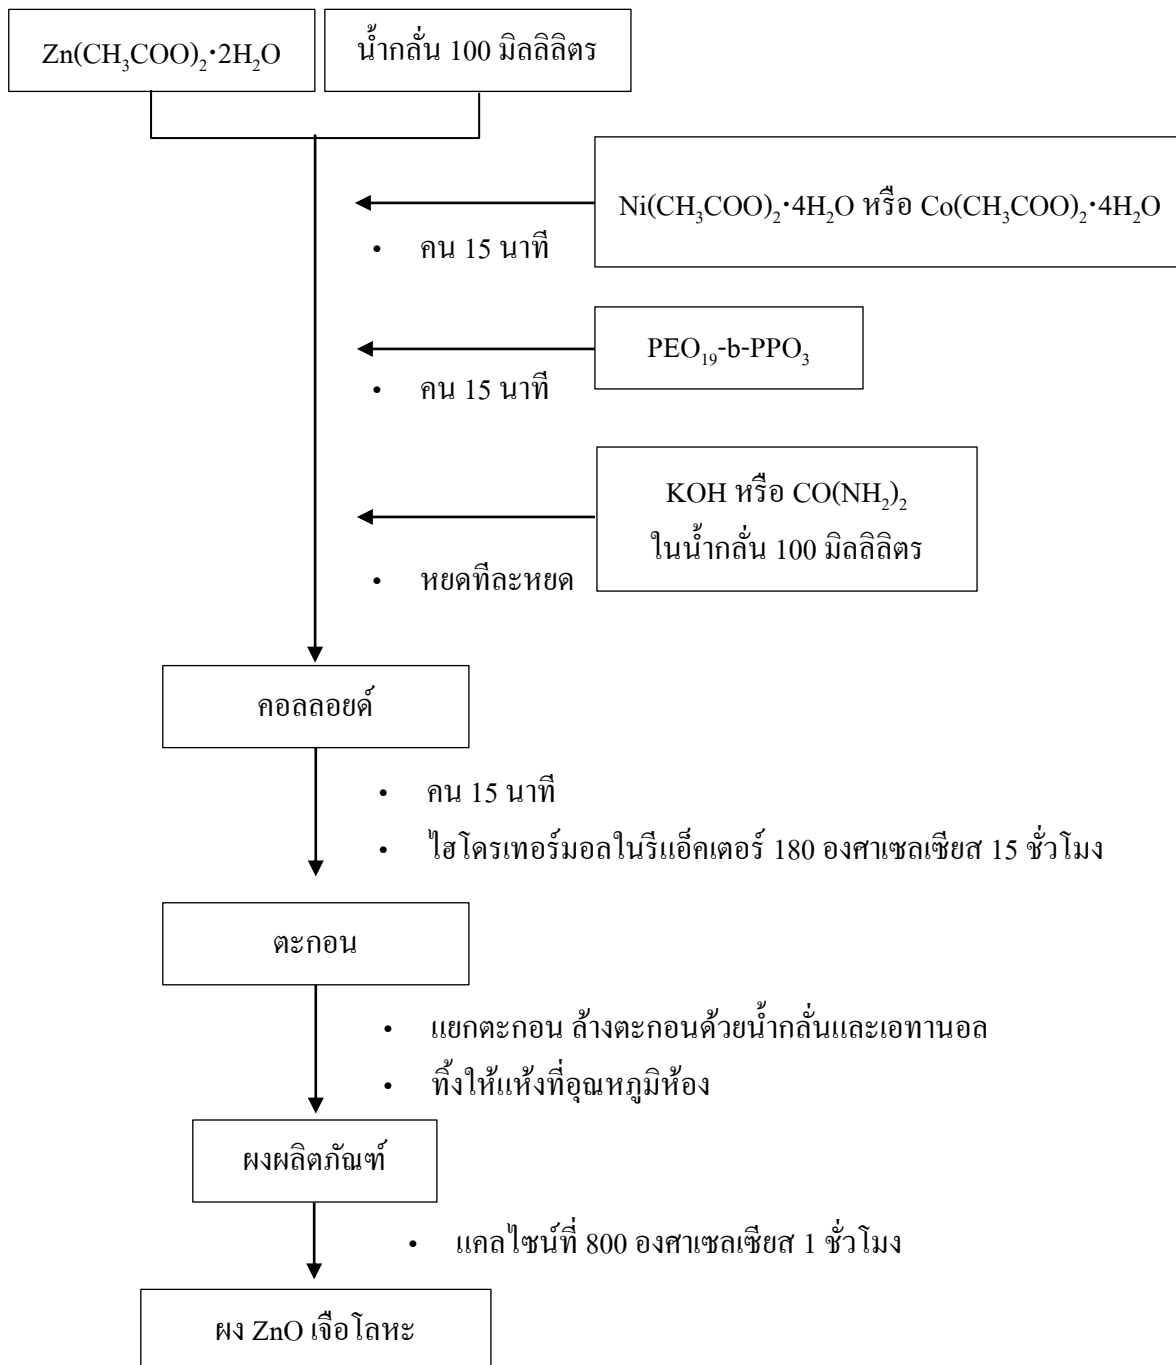 Zn(CH₃COO)₂·2H₂O
น้ำกลั่น 100 มิลลิลิตร
Ni(CH₃COO)₂·4H₂O หรือ Co(CH₃COO)₂·4H₂O
• คน 15 นาที
PEO₁₉-b-PPO₃
• คน 15 นาที
KOH หรือ CO(NH₂)₂
ในน้ำกลั่น 100 มิลลิลิตร
• หยดทีละหยด
คอลลอยด์
• คน 15 นาที
• ไฮโดรเทอร์มอลในรีแอ็คเตอร์ 180 องศาเซลเซียส 15 ชั่วโมง
ตะกอน
• แยกตะกอน ล้างตะกอนด้วยน้ำกลั่นและเอทานอล
• ทิ้งให้แห้งที่อุณหภูมิห้อง
ผงผลิตภัณฑ์
• แคลไซน์ที่ 800 องศาเซลเซียส 1 ชั่วโมง
ผง ZnO เจือโลหะ